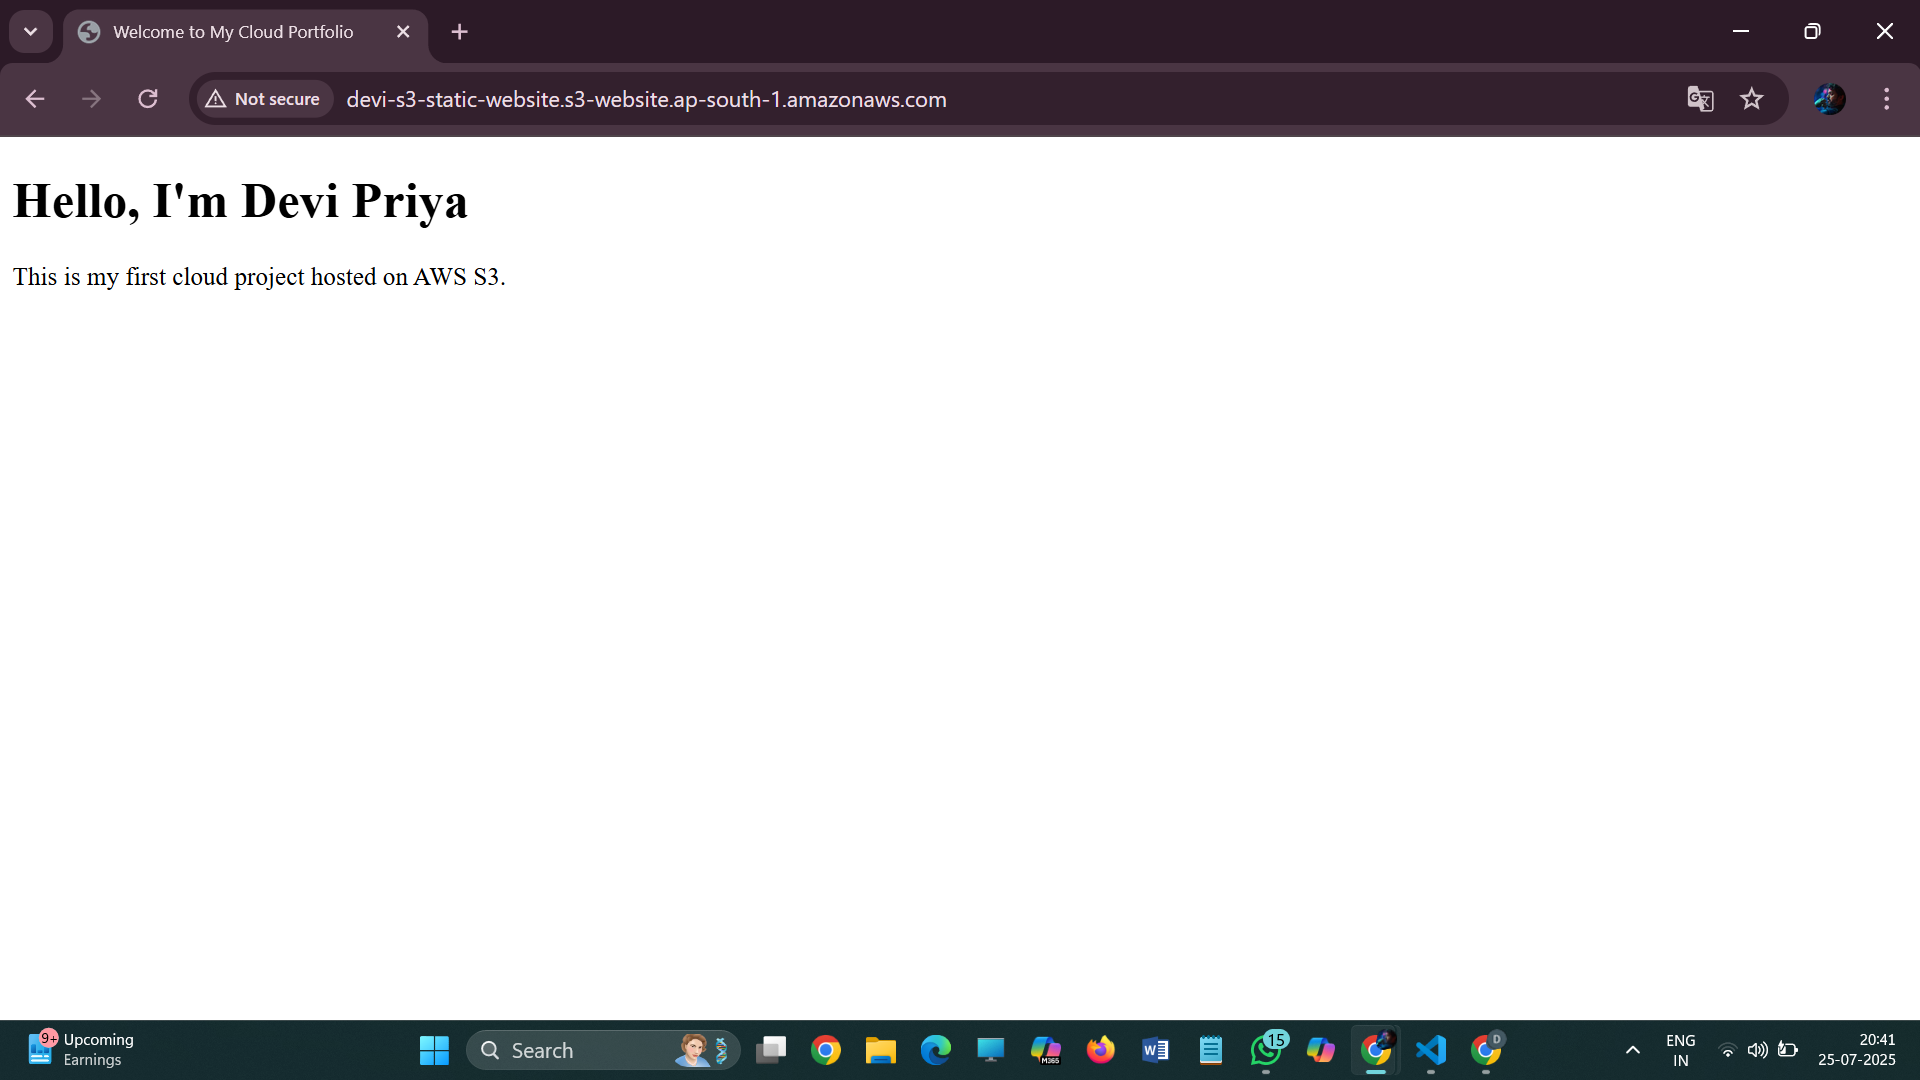 Welcome to My Cloud Portfolio
Not secure
devi-s3-static-website.s3-website.ap-south-1.amazonaws.com
Hello, I'm Devi Priya
This is my first cloud project hosted on AWS S3.
9+
Upcoming
Earnings
Search
M365
W
15
D
ENG
IN
20:41
25-07-2025